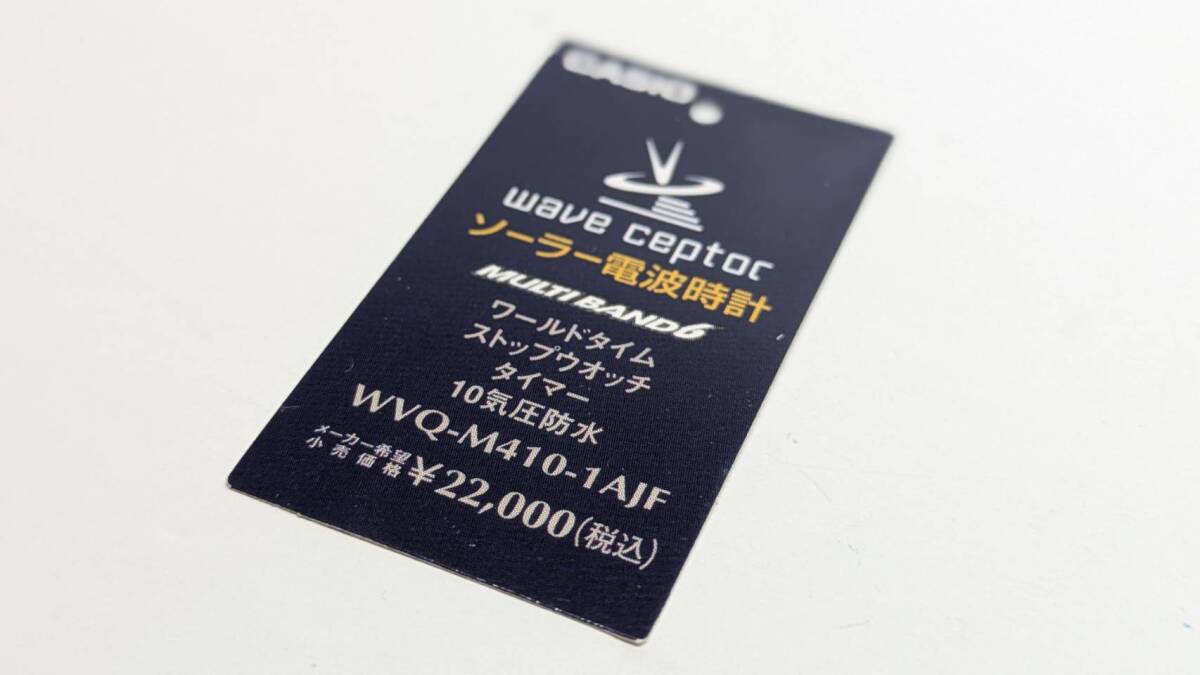 CASIO
wave ceptor
ソーラー電波時計
MULTI BAND 6
ワールドタイム
ストップウオッチ
タイマー
10気圧防水
WVQ-M410-1AJF
メーカー希望
小売価格 ¥22,000(税込)